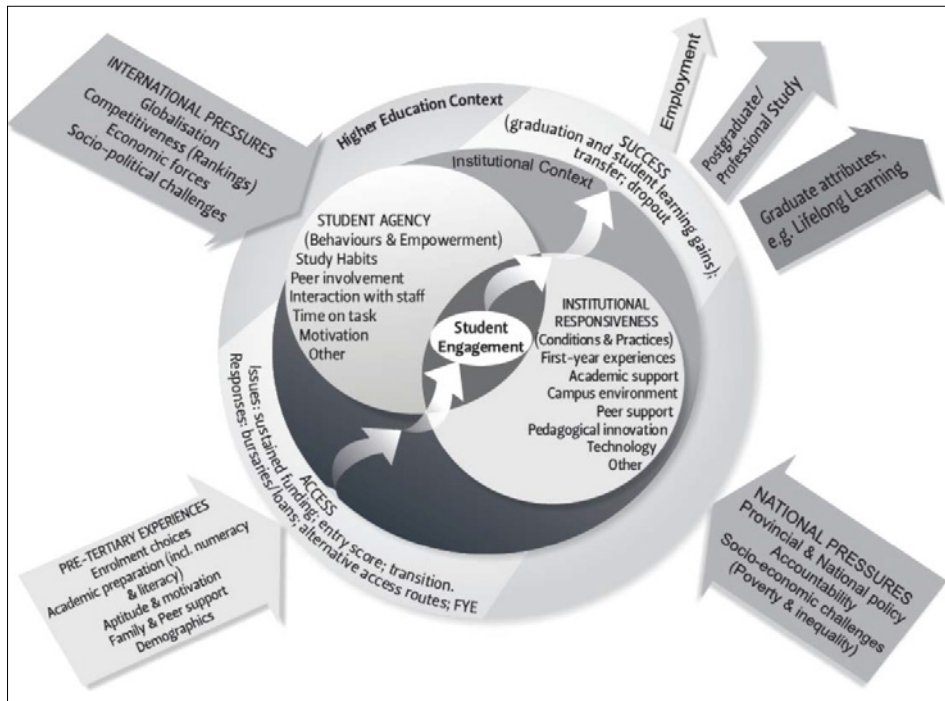 INTERNATIONAL PRESSURES
Globalisation
Competitiveness (Rankings)
Economic forces
Socio-political challenges
Higher Education Context
SUCCESS
(graduation and student learning gains);
transfer; dropout
Employment
Postgraduate/
Professional Study
Graduate attributes,
e.g. Lifelong Learning
Institutional Context
STUDENT AGENCY
(Behaviours & Empowerment)
Study Habits
Peer involvement
Interaction with staff
Time on task
Motivation
Other
Student
Engagement
INSTITUTIONAL
RESPONSIVENESS
(Conditions & Practices)
First-year experiences
Academic support
Campus environment
Peer support
Pedagogical innovation
Technology
Other
ACCESS
Issues: sustained funding; entry score; transition.
Responses: bursaries/loans; alternative access routes; FYE
PRE-TERTIARY EXPERIENCES
Enrolment choices
Academic preparation (incl. numeracy
& literacy)
Aptitude & motivation
Family & Peer support
Demographics
NATIONAL PRESSURES
Provincial & National policy
Accountability
Socio-economic challenges
(Poverty & inequality)